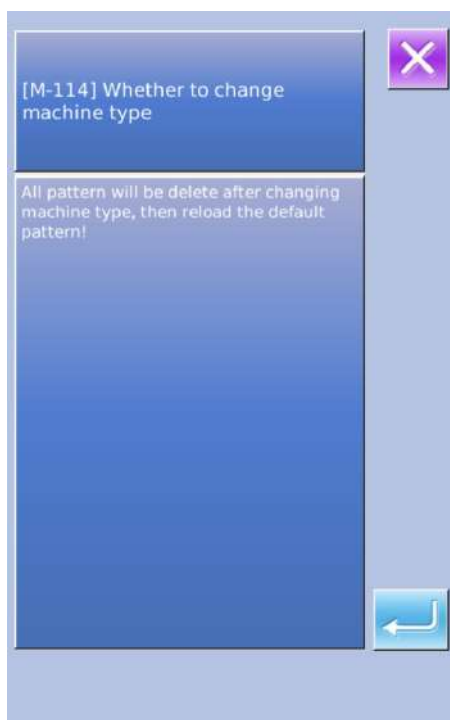 [M-114] Whether to change
machine type
All pattern will be delete after changing
machine type, then reload the default
pattern!